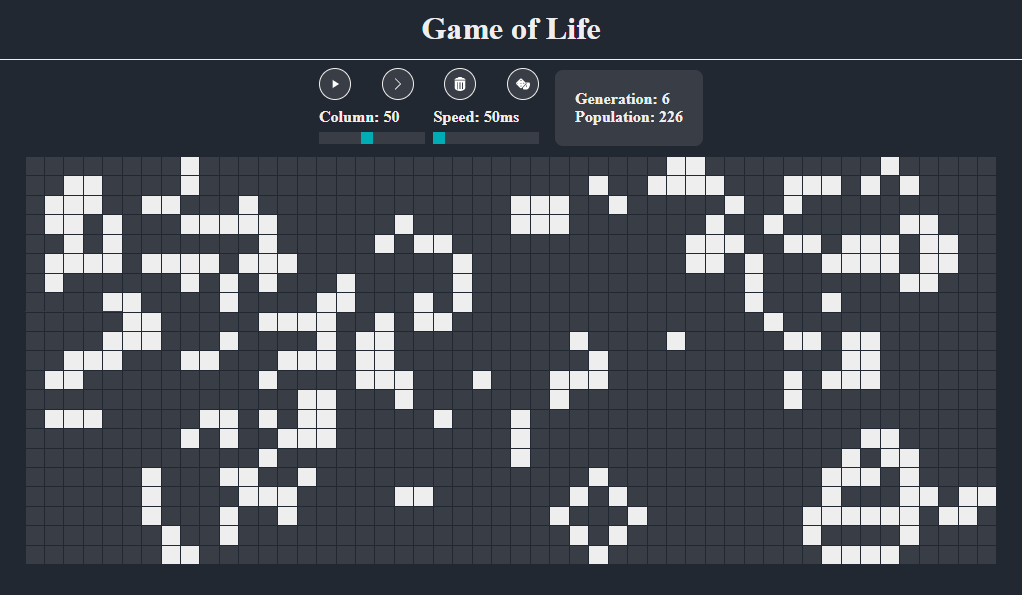 Game of Life
Column: 50
Speed: 50ms
Generation: 6
Population: 226